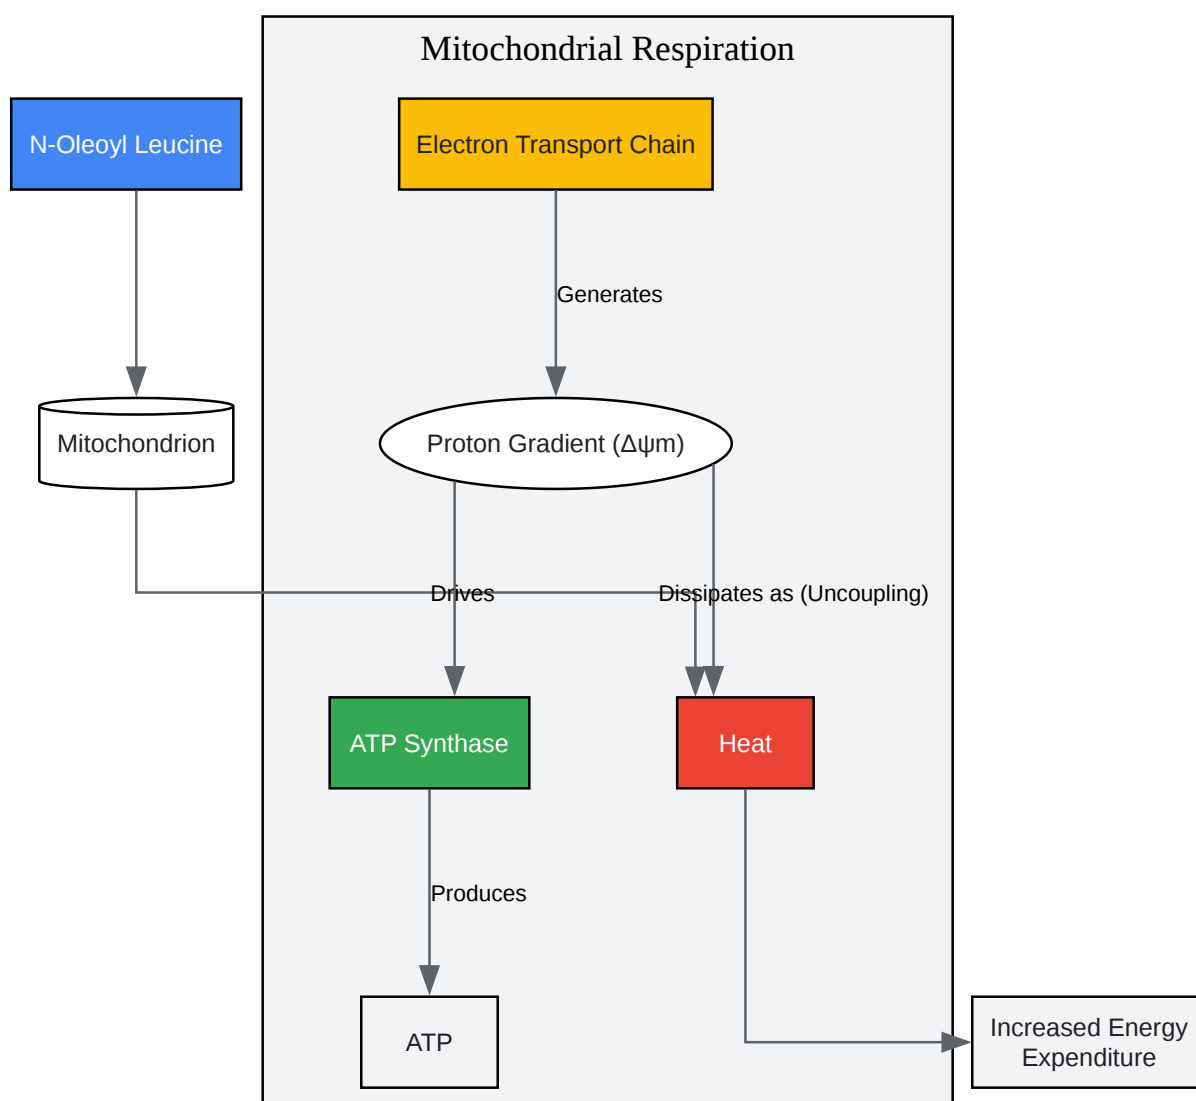 Mitochondrial Respiration
N-Oleoyl Leucine
Electron Transport Chain
Generates
Mitochondrion
Proton Gradient (Δψm)
Drives
Dissipates as (Uncoupling)
ATP Synthase
Heat
Produces
ATP
Increased Energy
Expenditure